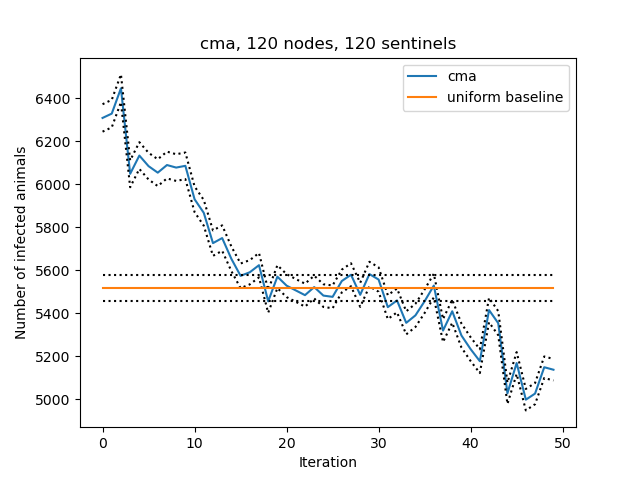 cma, 120 nodes, 120 sentinels
cma
uniform baseline
Number of infected animals
6400
6200
6000
5800
5600
5400
5200
5000
0 10 20 30 40 50
Iteration